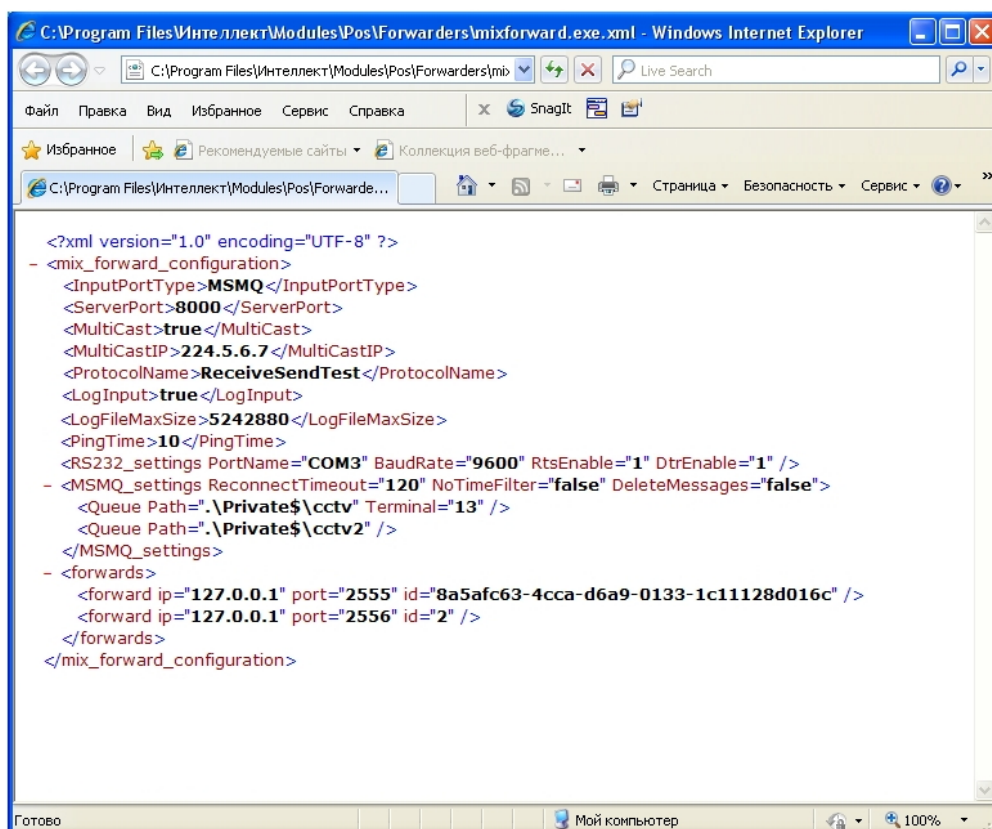 C:\Program Files\Интеллект\Modules\Pos\Forwarders\mixforward.exe.xml - Windows Internet Explorer
C:\Program Files\Интеллект\Modules\Pos\Forwarders\mix Live Search
Файл Правка Вид Избранное Сервис Справка x SnagIt
Избранное Рекомендуемые сайты Коллекция веб-фрагме...
C:\Program Files\Интеллект\Modules\Pos\Forwarde... Страница Безопасность Сервис »
<?xml version="1.0" encoding="UTF-8" ?>
- <mix_forward_configuration>
<InputPortType>MSMQ</InputPortType>
<ServerPort>8000</ServerPort>
<MultiCast>true</MultiCast>
<MultiCastIP>224.5.6.7</MultiCastIP>
<ProtocolName>ReceiveSendTest</ProtocolName>
<LogInput>true</LogInput>
<LogFileMaxSize>5242880</LogFileMaxSize>
<PingTime>10</PingTime>
<RS232_settings PortName="COM3" BaudRate="9600" RtsEnable="1" DtrEnable="1" />
- <MSMQ_settings ReconnectTimeout="120" NoTimeFilter="false" DeleteMessages="false">
<Queue Path=".\Private$\cctv" Terminal="13" />
<Queue Path=".\Private$\cctv2" />
</MSMQ_settings>
- <forwards>
<forward ip="127.0.0.1" port="2555" id="8a5afc63-4cca-d6a9-0133-1c11128d016c" />
<forward ip="127.0.0.1" port="2556" id="2" />
</forwards>
</mix_forward_configuration>
Готово Мой компьютер 100%